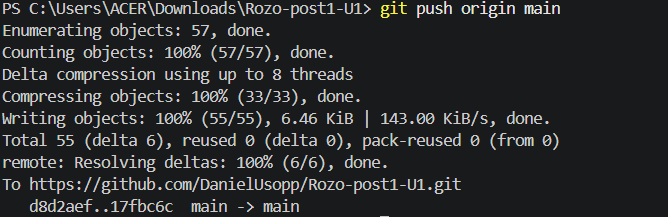 PS C:\Users\ACER\Downloads\Rozo-post1-U1> git push origin main
Enumerating objects: 57, done.
Counting objects: 100% (57/57), done.
Delta compression using up to 8 threads
Compressing objects: 100% (33/33), done.
Writing objects: 100% (55/55), 6.46 KiB | 143.00 KiB/s, done.
Total 55 (delta 6), reused 0 (delta 0), pack-reused 0 (from 0)
remote: Resolving deltas: 100% (6/6), done.
To https://github.com/DanielUsopp/Rozo-post1-U1.git
   d8d2aef..17fbc6c  main -> main